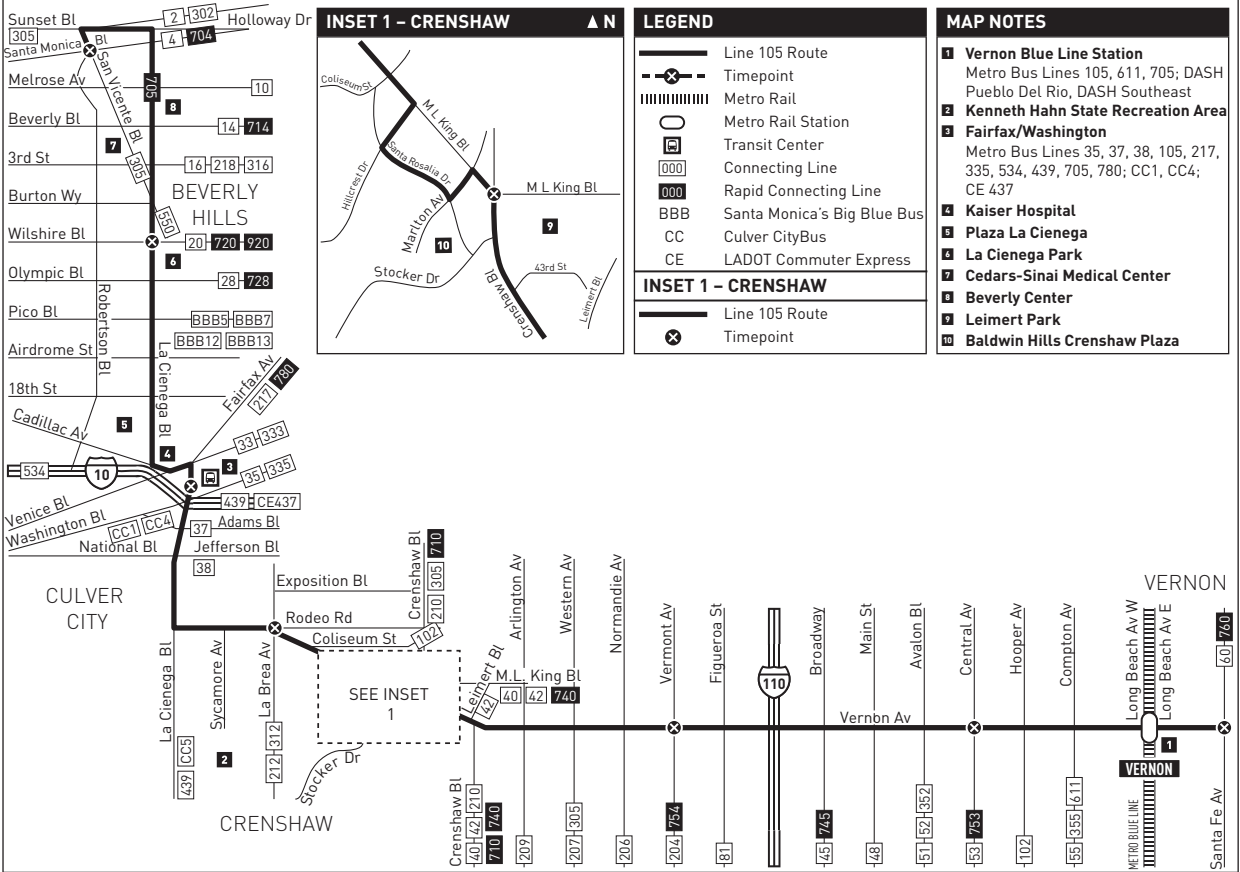 Sunset Bl
2
302
Holloway Dr
305
4
704
Santa Monica Bl
San Vicente Bl
Melrose Av
705
10
8
Beverly Bl
14
714
7
3rd St
305
16
218
316
BEVERLY
HILLS
Burton Wy
550
Wilshire Bl
20
720
920
6
Olympic Bl
28
728
Robertson Bl
Pico Bl
BBB5
BBB7
BBB12
BBB13
La Cienega Bl
Airdrome St
Fairfax Av
217
780
18th St
Cadillac Av
5
33
333
4
3
534
10
35
335
439
CE437
Venice Bl
Washington Bl
CC1
CC4
37
Adams Bl
National Bl
Jefferson Bl
38
CULVER
CITY
Exposition Bl
Rodeo Rd
Coliseum St
102
Crenshaw Bl
210
305
710
La Cienega Bl
439
CC5
Sycamore Av
2
La Brea Av
212
312
Stocker Dr
CRENSHAW
SEE INSET
1
Leimert Bl
42
M.L. King Bl
40
42
740
Crenshaw Bl
40
42
210
710
740
Arlington Av
209
Western Av
207
305
Normandie Av
206
Vermont Av
204
754
Figueroa St
81
110
Broadway
45
745
Main St
48
Vernon Av
Avalon Bl
51
52
352
Central Av
53
753
Hooper Av
102
Compton Av
55
355
611
Long Beach Av W
Long Beach Av E
1
VERNON
METRO BLUE LINE
VERNON
60
760
Santa Fe Av
INSET 1 – CRENSHAW
N
Coliseum St
M L King Bl
Santa Rosalia Dr
Hillcrest Dr
M L King Bl
Marlton Av
9
10
Stocker Dr
43rd St
Crenshaw Bl
Leimert Bl
LEGEND
Line 105 Route
Timepoint
Metro Rail
Metro Rail Station
Transit Center
000 Connecting Line
000 Rapid Connecting Line
BBB Santa Monica's Big Blue Bus
CC Culver CityBus
CE LADOT Commuter Express
INSET 1 – CRENSHAW
Line 105 Route
Timepoint
MAP NOTES
1 Vernon Blue Line Station
Metro Bus Lines 105, 611, 705; DASH
Pueblo Del Rio, DASH Southeast
2 Kenneth Hahn State Recreation Area
3 Fairfax/Washington
Metro Bus Lines 35, 37, 38, 105, 217,
335, 534, 439, 705, 780; CC1, CC4;
CE 437
4 Kaiser Hospital
5 Plaza La Cienega
6 La Cienega Park
7 Cedars-Sinai Medical Center
8 Beverly Center
9 Leimert Park
10 Baldwin Hills Crenshaw Plaza